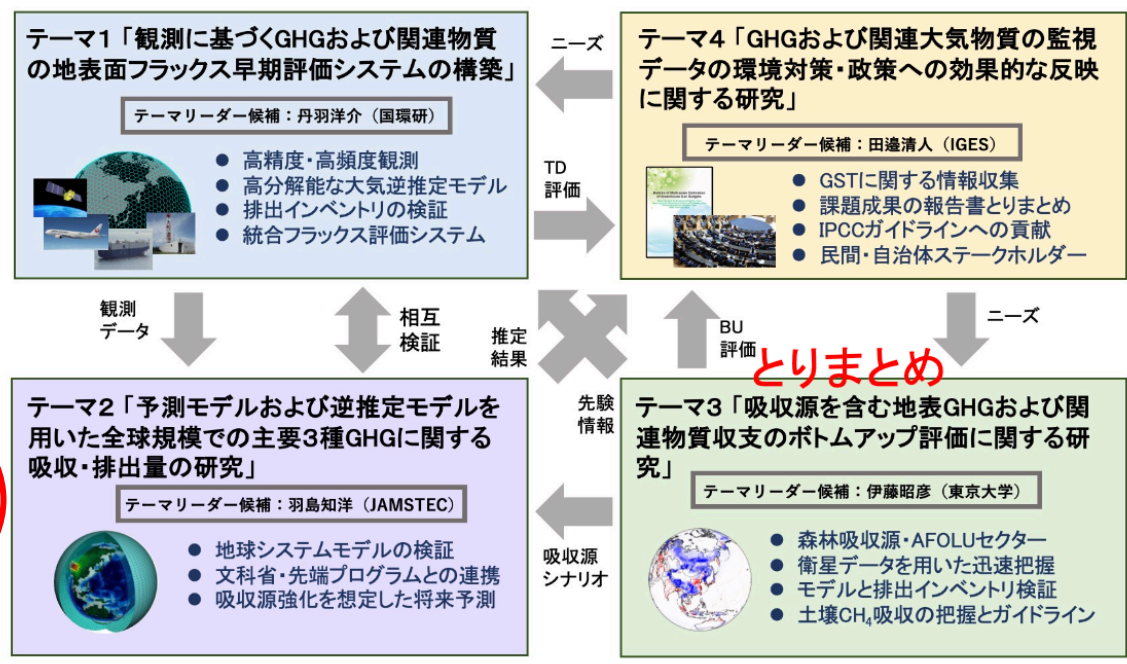 テーマ1「観測に基づくGHGおよび関連物質
の地表面フラックス早期評価システムの構築」
テーマリーダー候補：丹羽洋介（国環研）
● 高精度・高頻度観測
● 高分解能な大気逆推定モデル
● 排出インベントリの検証
● 統合フラックス評価システム
ニーズ
TD
評価
テーマ4「GHGおよび関連大気物質の監視
データの環境対策・政策への効果的な反映
に関する研究」
テーマリーダー候補：田邉清人（IGES）
● GSTに関する情報収集
● 課題成果の報告書とりまとめ
● IPCCガイドラインへの貢献
● 民間・自治体ステークホルダー
観測
データ
相互
検証
推定
結果
先験
情報
BU
評価
ニーズ
とりまとめ
テーマ2「予測モデルおよび逆推定モデルを
用いた全球規模での主要3種GHGに関する
吸収・排出量の研究」
テーマリーダー候補：羽島知洋（JAMSTEC）
● 地球システムモデルの検証
● 文科省・先端プログラムとの連携
● 吸収源強化を想定した将来予測
吸収源
シナリオ
テーマ3「吸収源を含む地表GHGおよび関
連物質収支のボトムアップ評価に関する研
究」
テーマリーダー候補：伊藤昭彦（東京大学）
● 森林吸収源・AFOLUセクター
● 衛星データを用いた迅速把握
● モデルと排出インベントリ検証
● 土壌CH₄吸収の把握とガイドライン